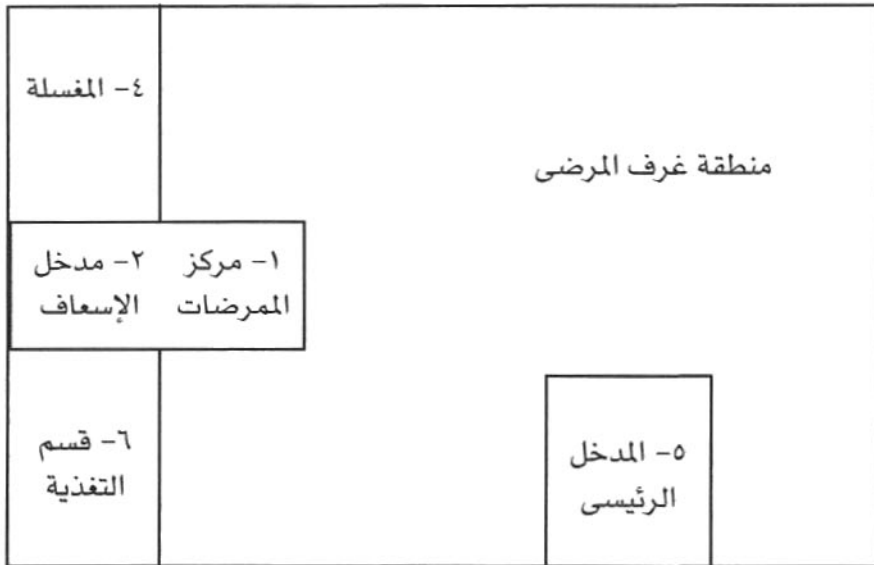 ٤- المغسلة
منطقة غرف المرضى
١- مركز
الممرضات
٢- مدخل
الإسعاف
٦- قسم
التغذية
٥- المدخل
الرئيسى